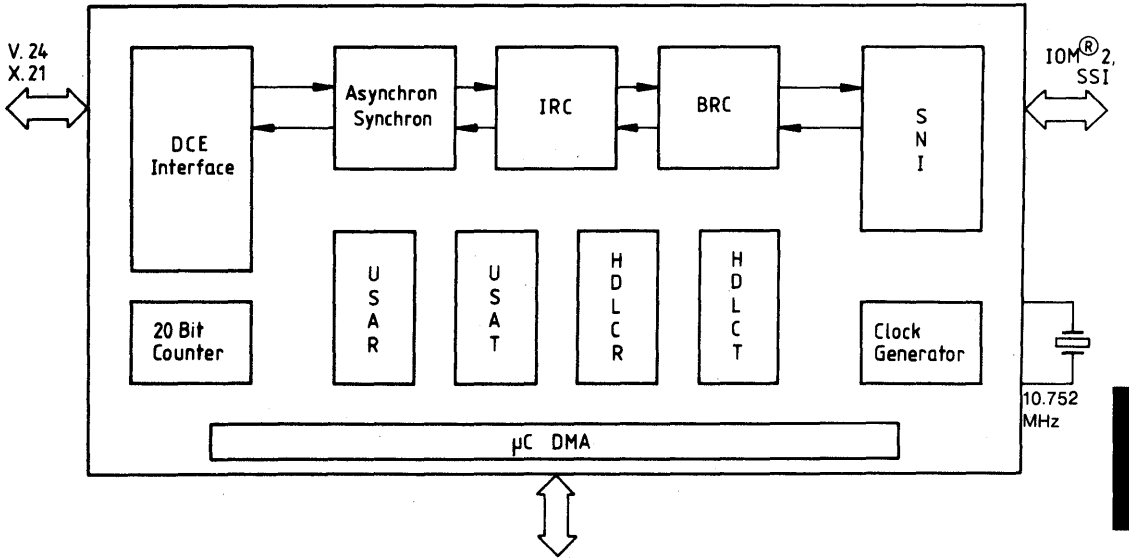 V.24
X.21
IOM® 2,
SSI
DCE
Interface
Asynchron
Synchron
IRC
BRC
S
N
I
U
S
A
R
U
S
A
T
H
D
L
C
R
H
D
L
C
T
20 Bit
Counter
Clock
Generator
10.752
MHz
µC DMA